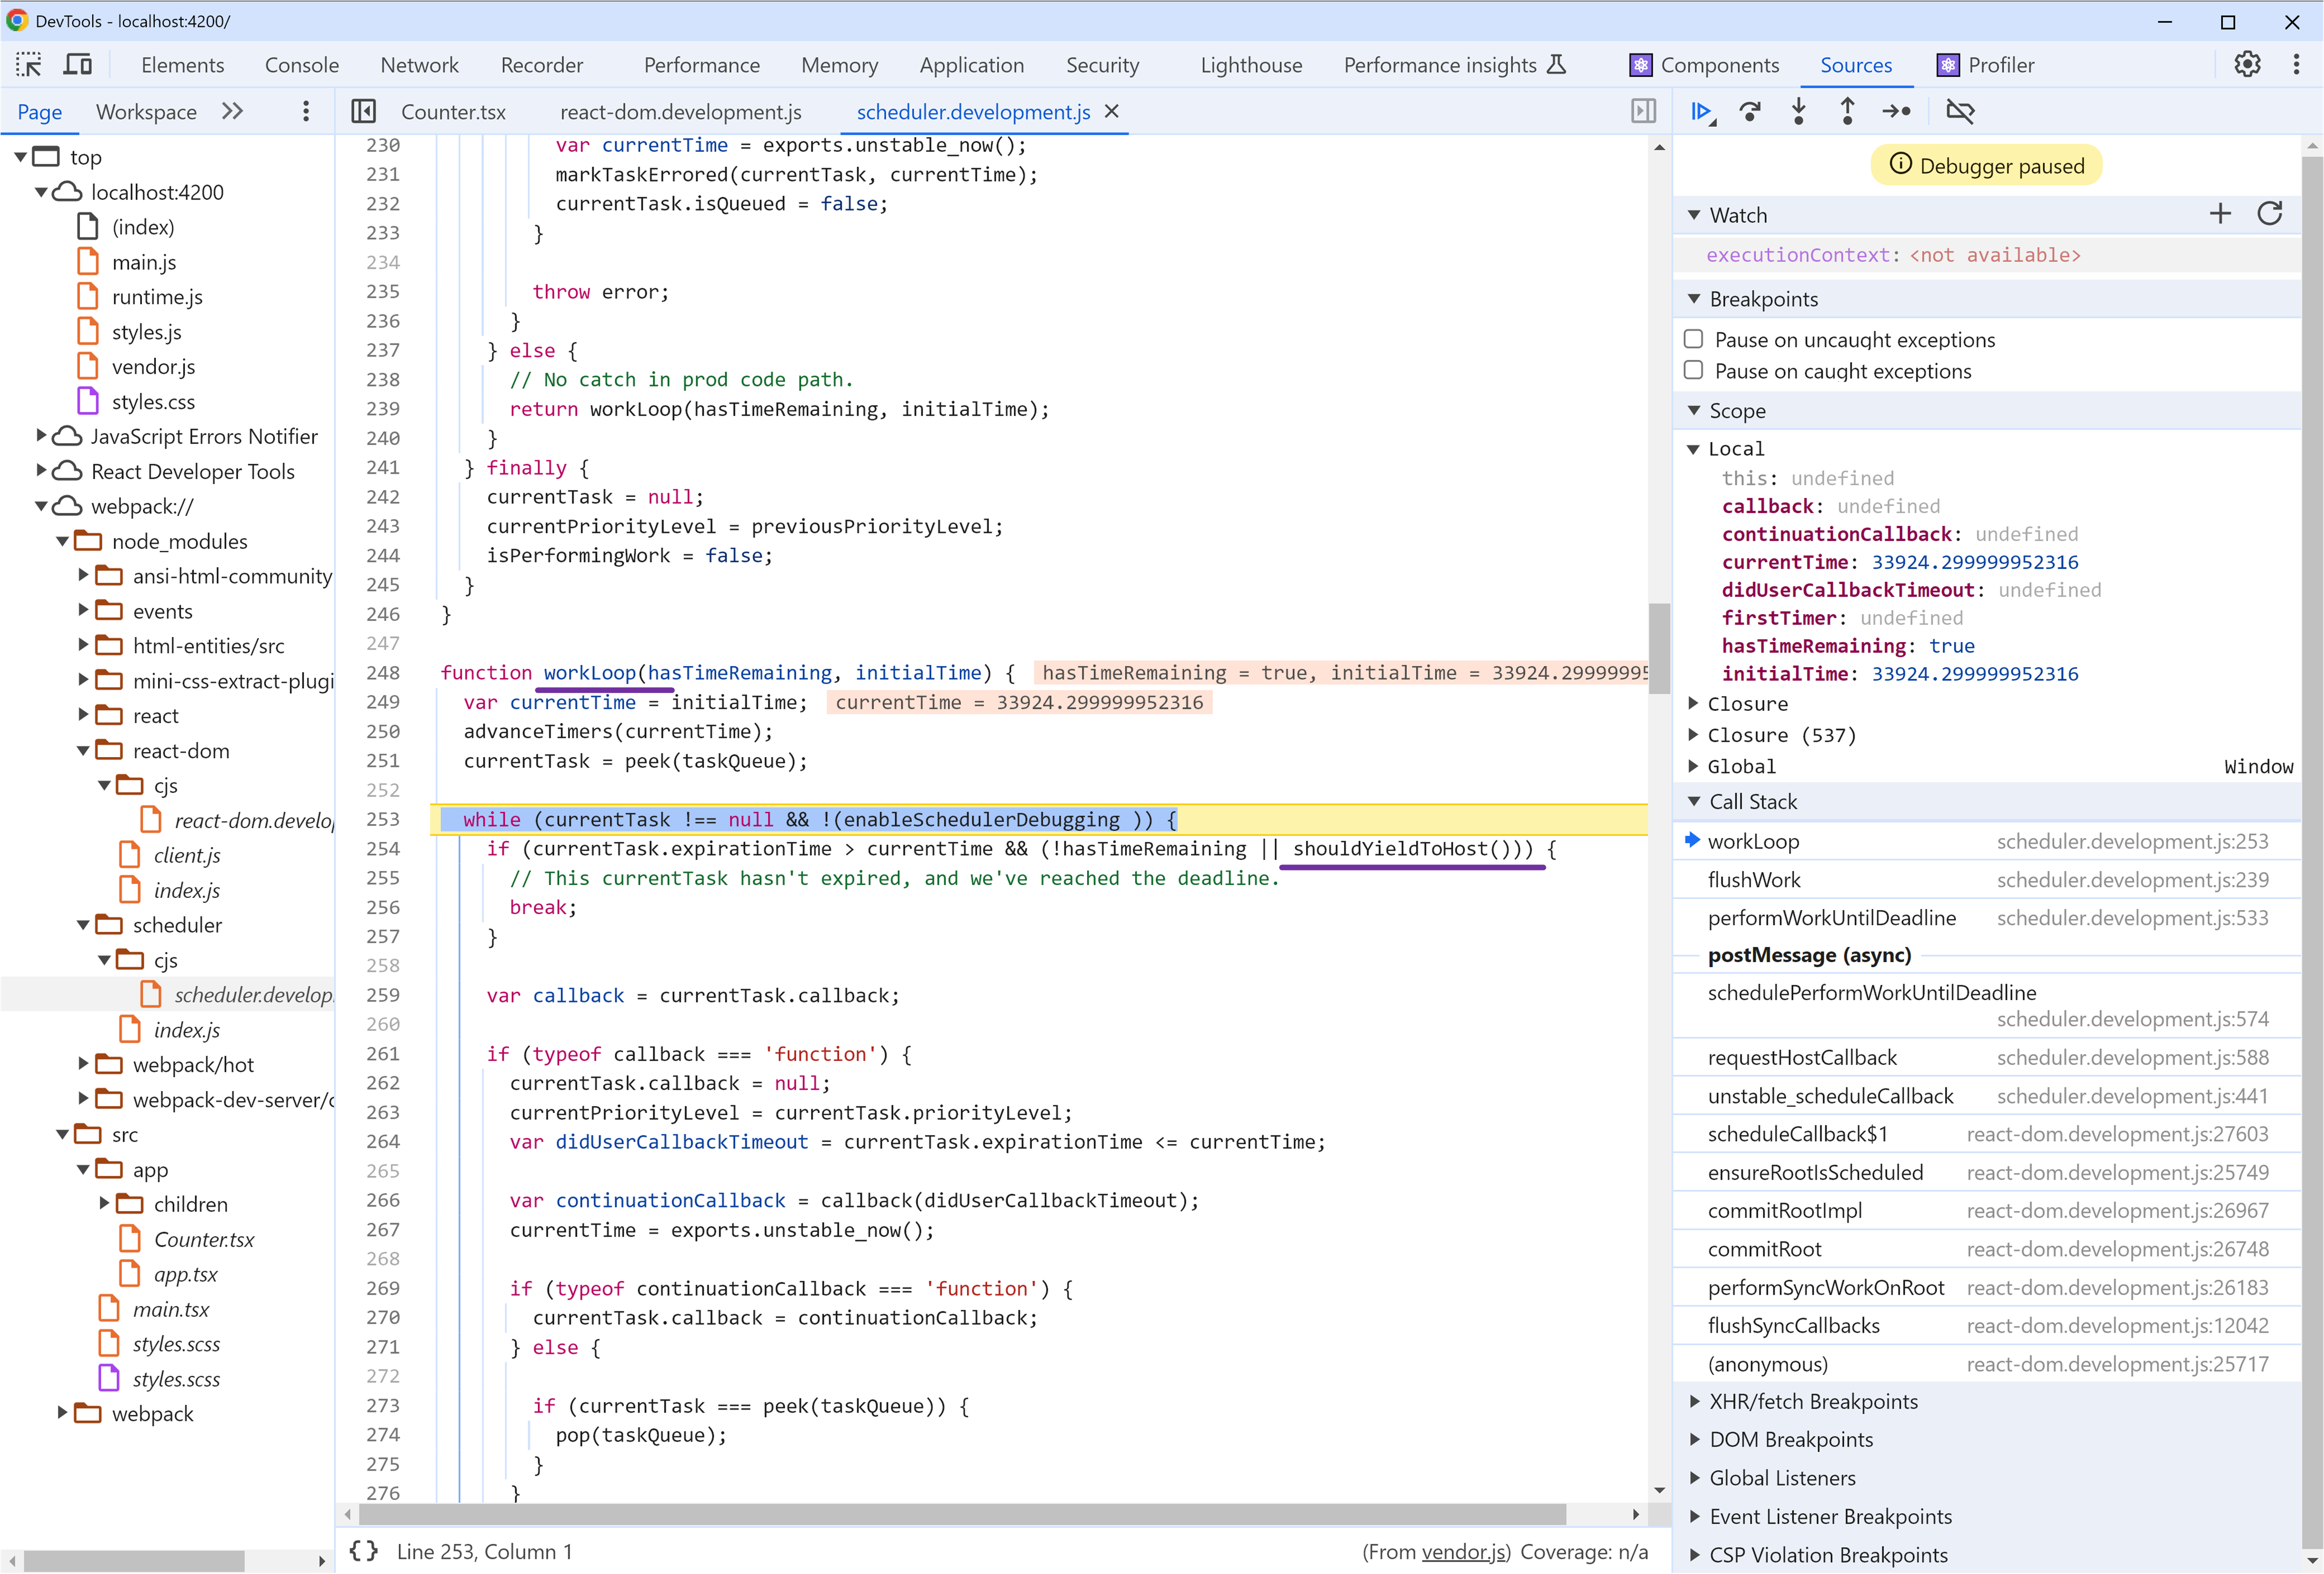 DevTools - localhost:4200/
Elements Console Network Recorder Performance Memory Application Security Lighthouse Performance insights Components Sources Profiler
Page Workspace
top
localhost:4200
(index)
main.js
runtime.js
styles.js
vendor.js
styles.css
JavaScript Errors Notifier
React Developer Tools
webpack://
node_modules
ansi-html-community
events
html-entities/src
mini-css-extract-plugi
react
react-dom
cjs
react-dom.develo
client.js
index.js
scheduler
cjs
scheduler.develop
index.js
webpack/hot
webpack-dev-server/c
src
app
children
Counter.tsx
app.tsx
main.tsx
styles.scss
styles.scss
webpack
Counter.tsx react-dom.development.js scheduler.development.js
230 var currentTime = exports.unstable_now();
231 markTaskErrored(currentTask, currentTime);
232 currentTask.isQueued = false;
233 }
234
235 throw error;
236 }
237 } else {
238 // No catch in prod code path.
239 return workLoop(hasTimeRemaining, initialTime);
240 }
241 } finally {
242 currentTask = null;
243 currentPriorityLevel = previousPriorityLevel;
244 isPerformingWork = false;
245 }
246 }
247
248 function workLoop(hasTimeRemaining, initialTime) { hasTimeRemaining = true, initialTime = 33924.29999995
249 var currentTime = initialTime; currentTime = 33924.299999952316
250 advanceTimers(currentTime);
251 currentTask = peek(taskQueue);
252
253 while (currentTask !== null && !(enableSchedulerDebugging )) {
254 if (currentTask.expirationTime > currentTime && (!hasTimeRemaining || shouldYieldToHost())) {
255 // This currentTask hasn't expired, and we've reached the deadline.
256 break;
257 }
258
259 var callback = currentTask.callback;
260
261 if (typeof callback === 'function') {
262 currentTask.callback = null;
263 currentPriorityLevel = currentTask.priorityLevel;
264 var didUserCallbackTimeout = currentTask.expirationTime <= currentTime;
265
266 var continuationCallback = callback(didUserCallbackTimeout);
267 currentTime = exports.unstable_now();
268
269 if (typeof continuationCallback === 'function') {
270 currentTask.callback = continuationCallback;
271 } else {
272
273 if (currentTask === peek(taskQueue)) {
274 pop(taskQueue);
275 }
276 }
{} Line 253, Column 1 (From vendor.js) Coverage: n/a
Debugger paused
Watch
executionContext: <not available>
Breakpoints
Pause on uncaught exceptions
Pause on caught exceptions
Scope
Local
this: undefined
callback: undefined
continuationCallback: undefined
currentTime: 33924.299999952316
didUserCallbackTimeout: undefined
firstTimer: undefined
hasTimeRemaining: true
initialTime: 33924.299999952316
Closure
Closure (537)
Global Window
Call Stack
workLoop scheduler.development.js:253
flushWork scheduler.development.js:239
performWorkUntilDeadline scheduler.development.js:533
postMessage (async)
schedulePerformWorkUntilDeadline
scheduler.development.js:574
requestHostCallback scheduler.development.js:588
unstable_scheduleCallback scheduler.development.js:441
scheduleCallback$1 react-dom.development.js:27603
ensureRootIsScheduled react-dom.development.js:25749
commitRootImpl react-dom.development.js:26967
commitRoot react-dom.development.js:26748
performSyncWorkOnRoot react-dom.development.js:26183
flushSyncCallbacks react-dom.development.js:12042
(anonymous) react-dom.development.js:25717
XHR/fetch Breakpoints
DOM Breakpoints
Global Listeners
Event Listener Breakpoints
CSP Violation Breakpoints